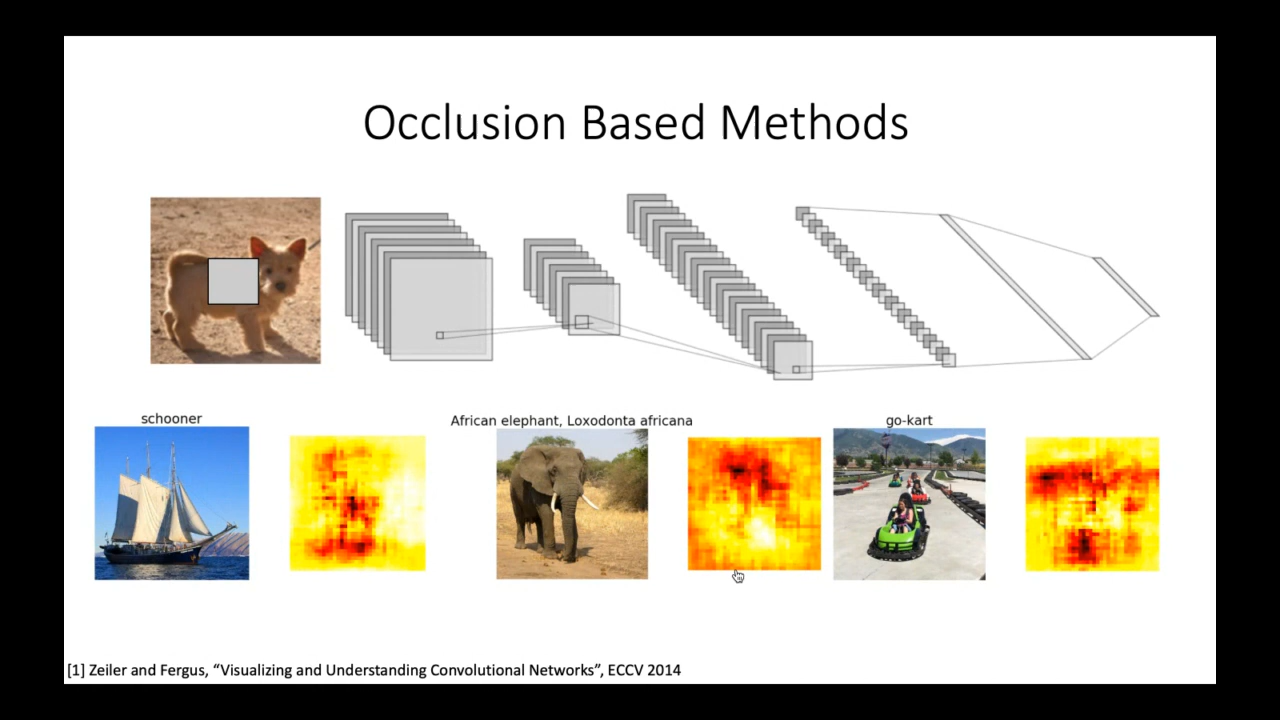 Occlusion Based Methods
schooner
African elephant, Loxodonta africana
go-kart
[1] Zeiler and Fergus, “Visualizing and Understanding Convolutional Networks”, ECCV 2014